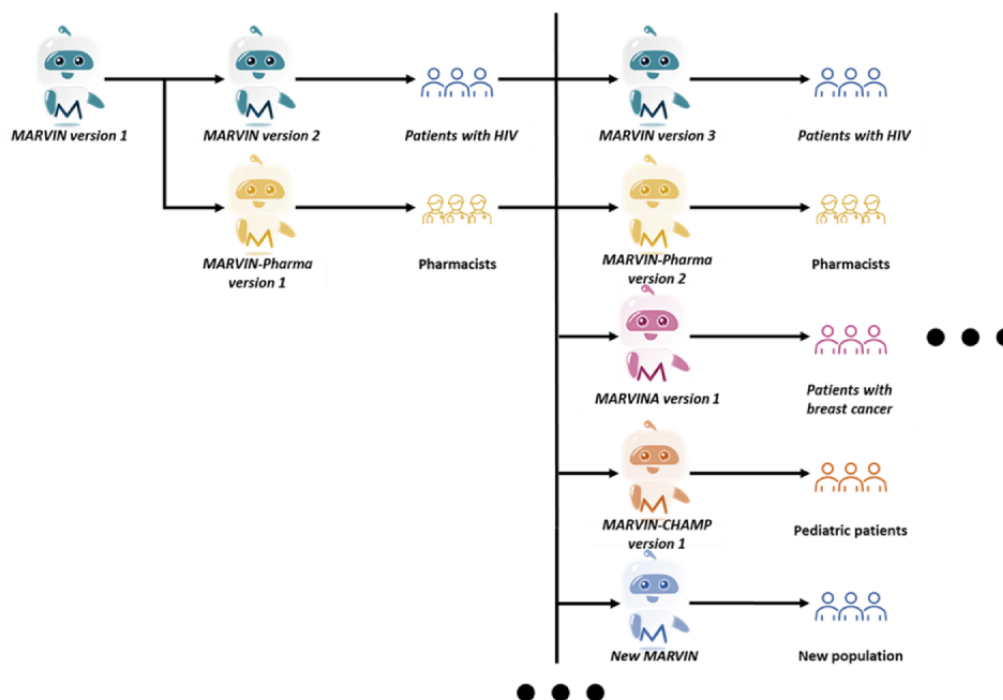 MARVIN version 1
MARVIN version 2
Patients with HIV
MARVIN version 3
Patients with HIV
MARVIN-Pharma
version 1
Pharmacists
MARVIN-Pharma
version 2
Pharmacists
MARVINA version 1
Patients with
breast cancer
MARVIN-CHAMP
version 1
Pediatric patients
New MARVIN
New population